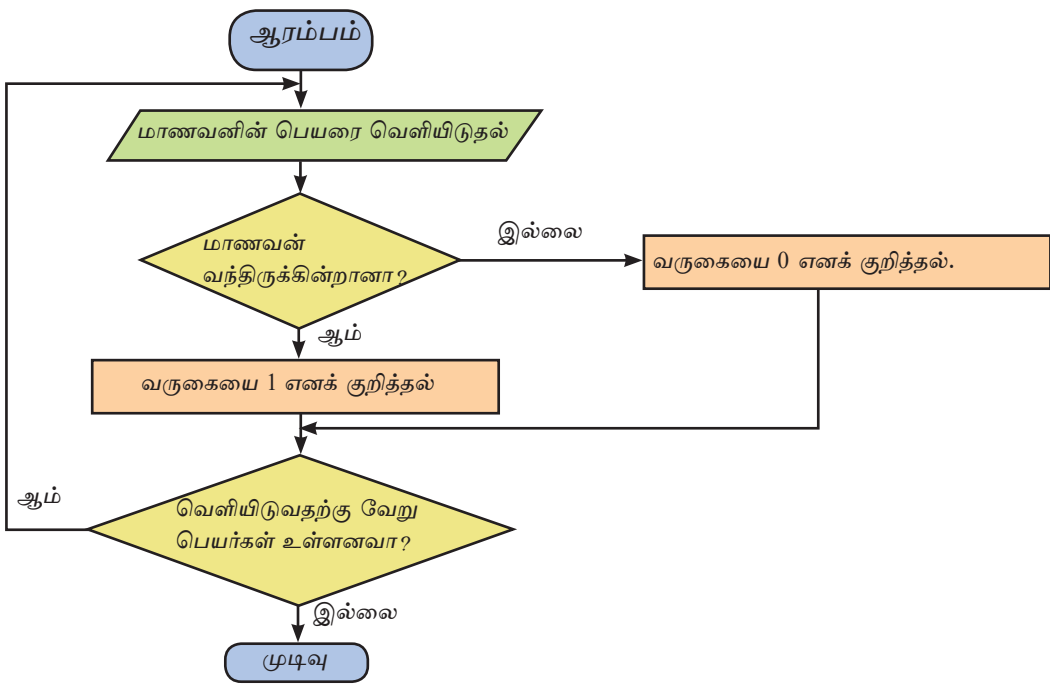 ஆரம்பம்
மாணவனின் பெயரை வெளியிடுதல்
மாணவன்
வந்திருக்கின்றானா?
இல்லை
வருகையை 0 எனக் குறித்தல்.
ஆம்
வருகையை 1 எனக் குறித்தல்
ஆம்
வெளியிடுவதற்கு வேறு
பெயர்கள் உள்ளனவா?
இல்லை
முடிவு